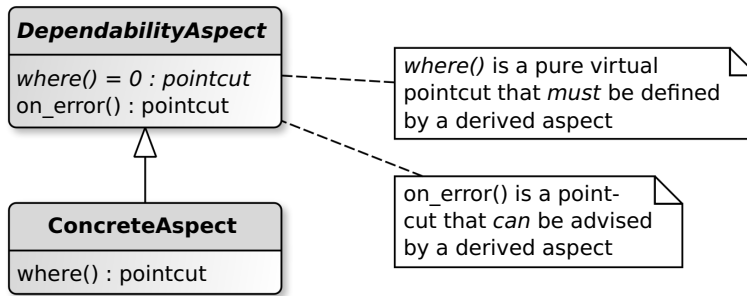 DependabilityAspect
where() = 0 : pointcut
on_error() : pointcut
where() is a pure virtual
pointcut that must be defined
by a derived aspect
on_error() is a point-
cut that can be advised
by a derived aspect
ConcreteAspect
where() : pointcut